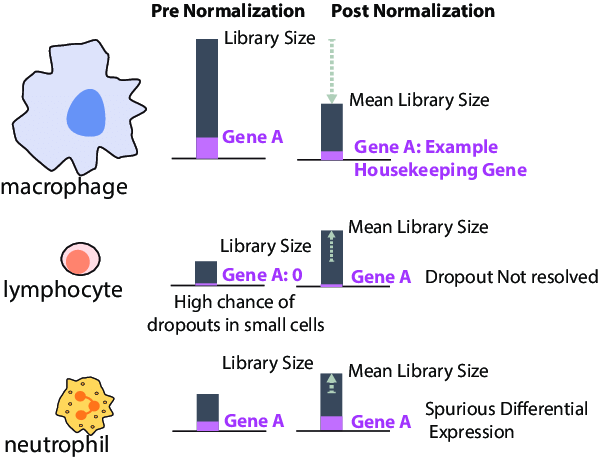 Pre Normalization
Post Normalization
Library Size
Mean Library Size
Gene A
Gene A: Example
Housekeeping Gene
macrophage
Mean Library Size
Library Size
Gene A: 0
Gene A
Dropout Not resolved
lymphocyte
High chance of
dropouts in small cells
Library Size
Mean Library Size
Gene A
Gene A
Spurious Differential
Expression
neutrophil